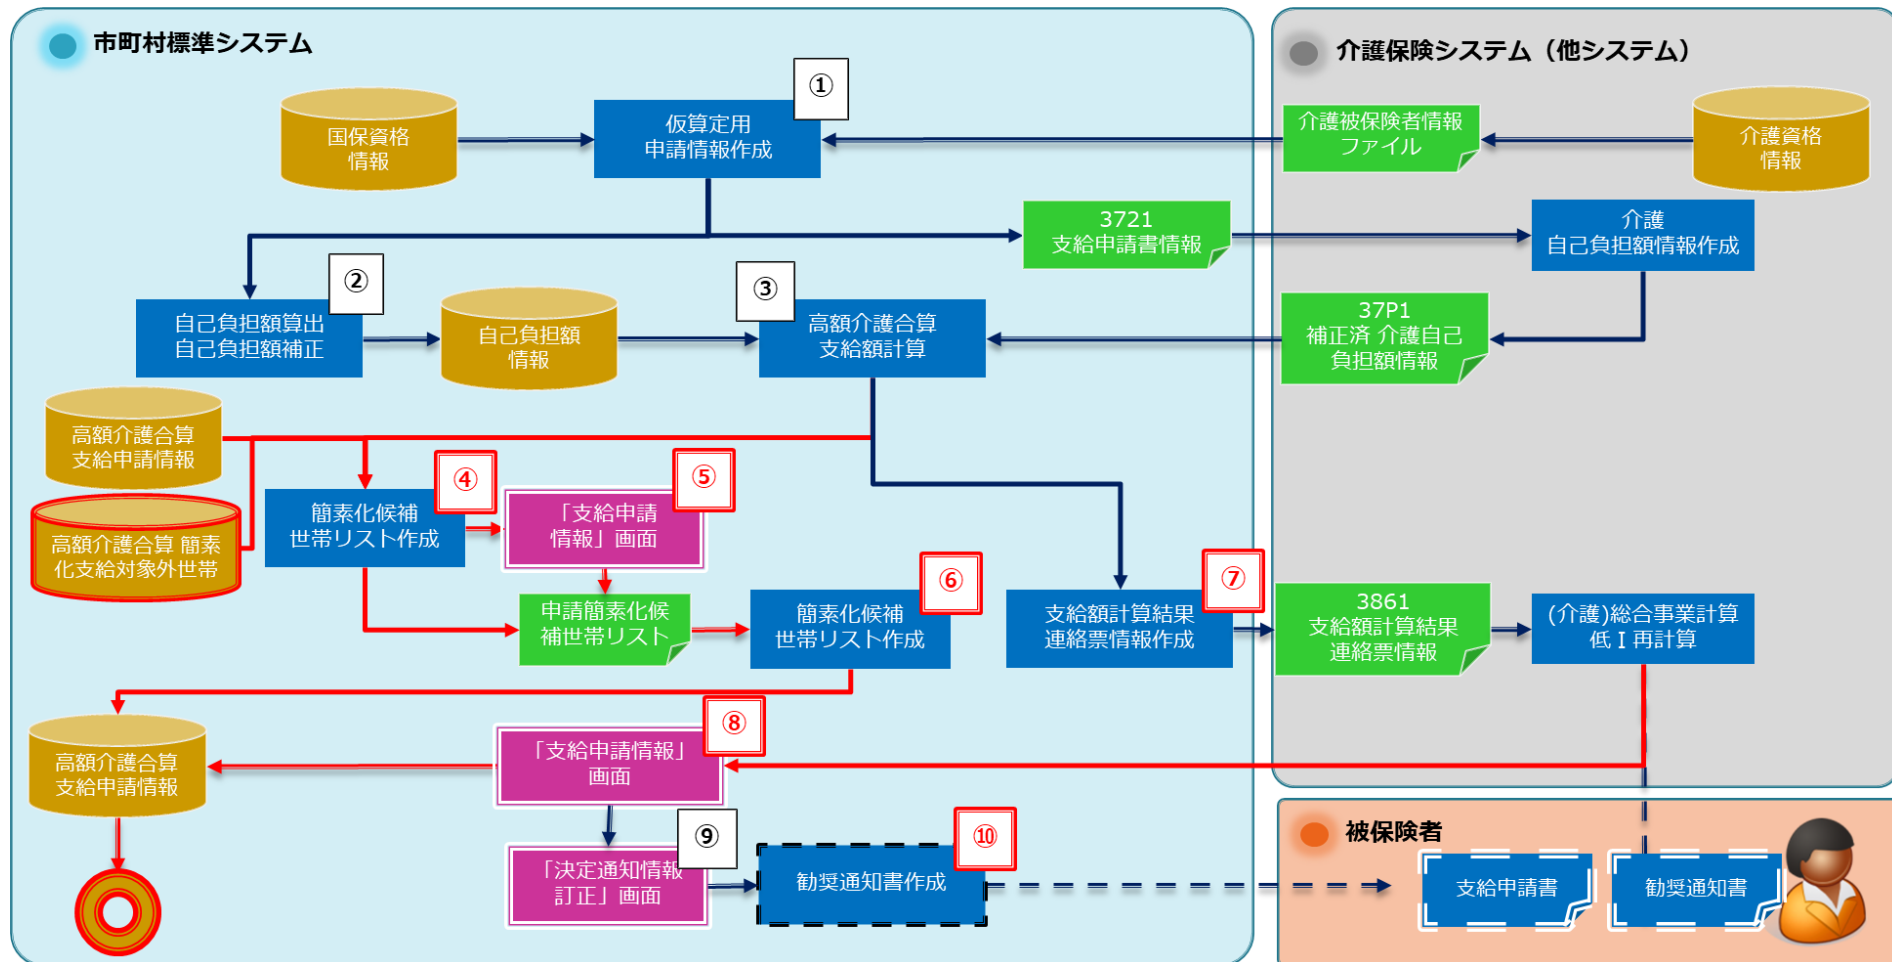 市町村標準システム
介護保険システム（他システム）
①
国保資格
情報
仮算定用
申請情報作成
介護被保険者情報
ファイル
介護資格
情報
3721
支給申請書情報
介護
自己負担額情報作成
②
③
自己負担額算出
自己負担額補正
自己負担額
情報
高額介護合算
支給額計算
37P1
補正済 介護自己
負担額情報
高額介護合算
支給申請情報
④
⑤
簡素化候補
世帯リスト作成
「支給申請
情報」画面
高額介護合算 簡素
化支給対象外世帯
⑥
⑦
申請簡素化候
補世帯リスト
簡素化候補
世帯リスト作成
支給額計算結果
連絡票情報作成
3861
支給額計算結果
連絡票情報
(介護)総合事業計算
低Ⅰ再計算
⑧
高額介護合算
支給申請情報
「支給申請情報」
画面
⑨
⑩
「決定通知情報
訂正」画面
勧奨通知書作成
被保険者
支給申請書
勧奨通知書